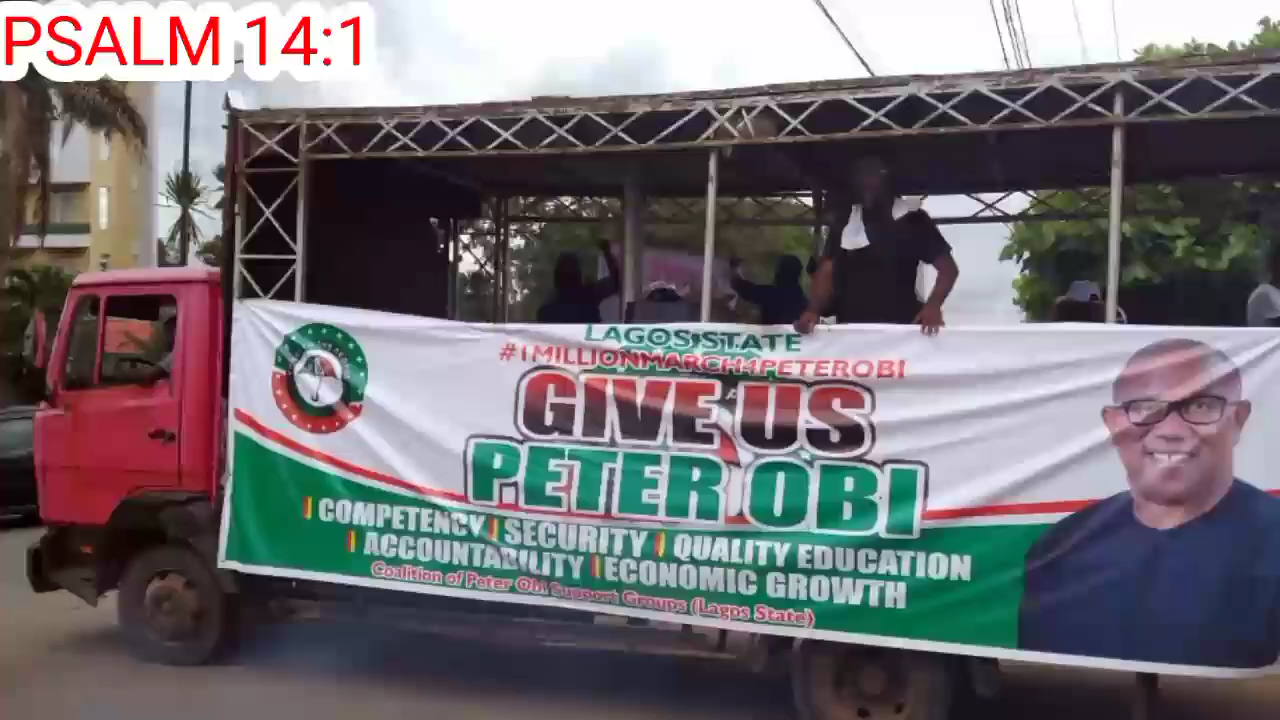 PSALM 14:1
LAGOS STATE
#1MILLIONMARCH4PETEROBI
GIVE US
PETER OBI
COMPETENCY SECURITY QUALITY EDUCATION
ACCOUNTABILITY ECONOMIC GROWTH
Coalition of Peter Obi Support Groups (Lagos State)